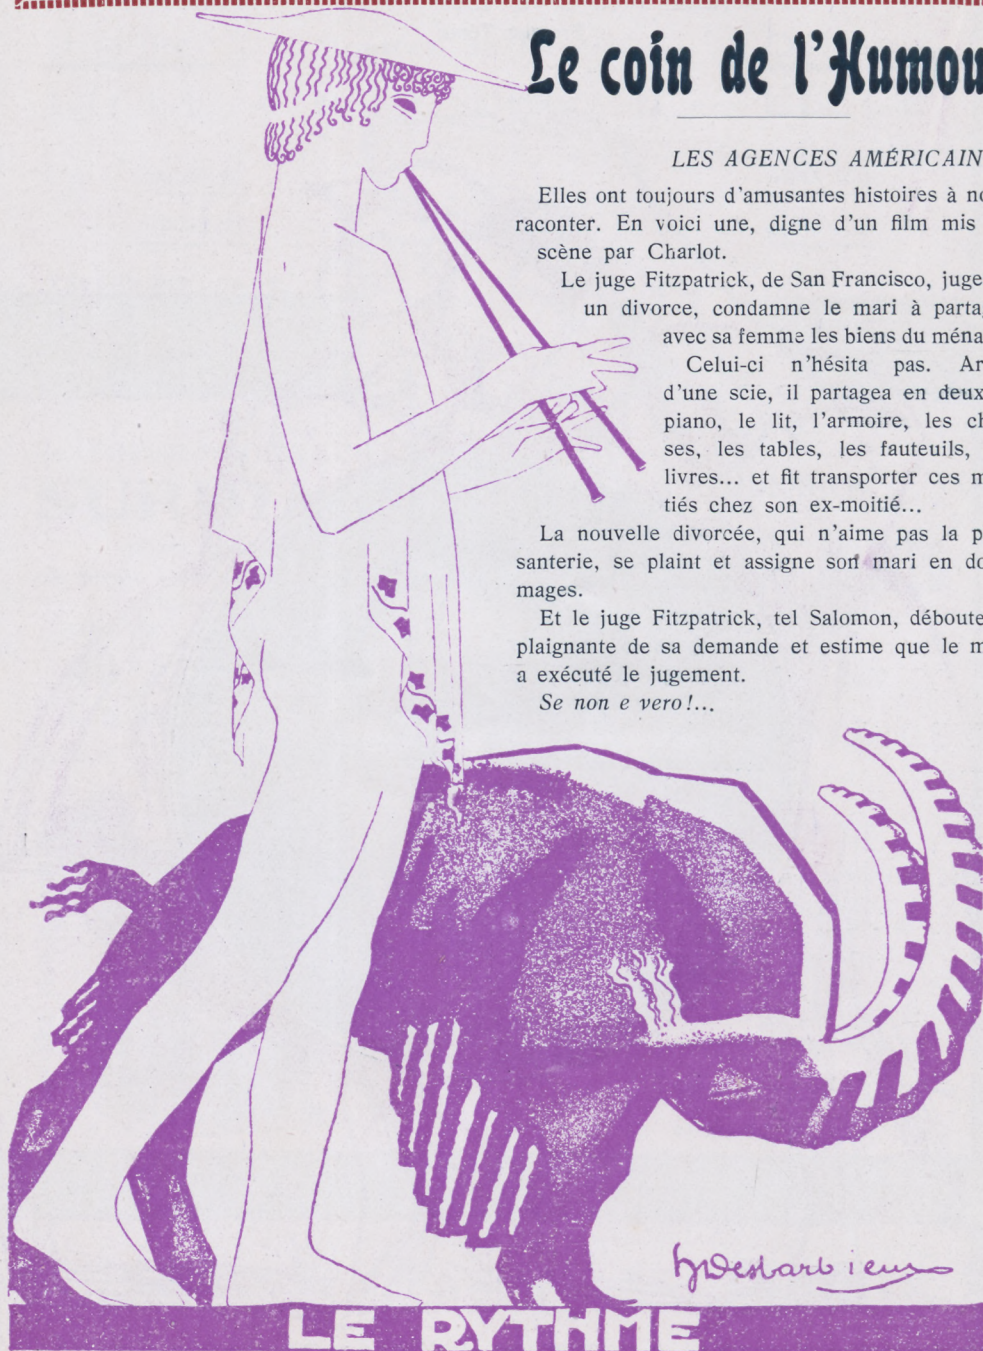 Le coin de l'Humou
LES AGENCES AMÉRICAIN
Elles ont toujours d'amusantes histoires à no
raconter. En voici une, digne d'un film mis
scène par Charlot.
Le juge Fitzpatrick, de San Francisco, juge
un divorce, condamne le mari à parta
avec sa femme les biens du ména
Celui-ci n'hésita pas. Ar
d'une scie, il partagea en deux
piano, le lit, l'armoire, les ch
ses, les tables, les fauteuils,
livres... et fit transporter ces m
tiés chez son ex-moitié...
La nouvelle divorcée, qui n'aime pas la p
santerie, se plaint et assigne son mari en do
mages.
Et le juge Fitzpatrick, tel Salomon, déboute
plaignante de sa demande et estime que le m
a exécuté le jugement.
Se non e vero!...
HDesbarbieux
LE RYTHME